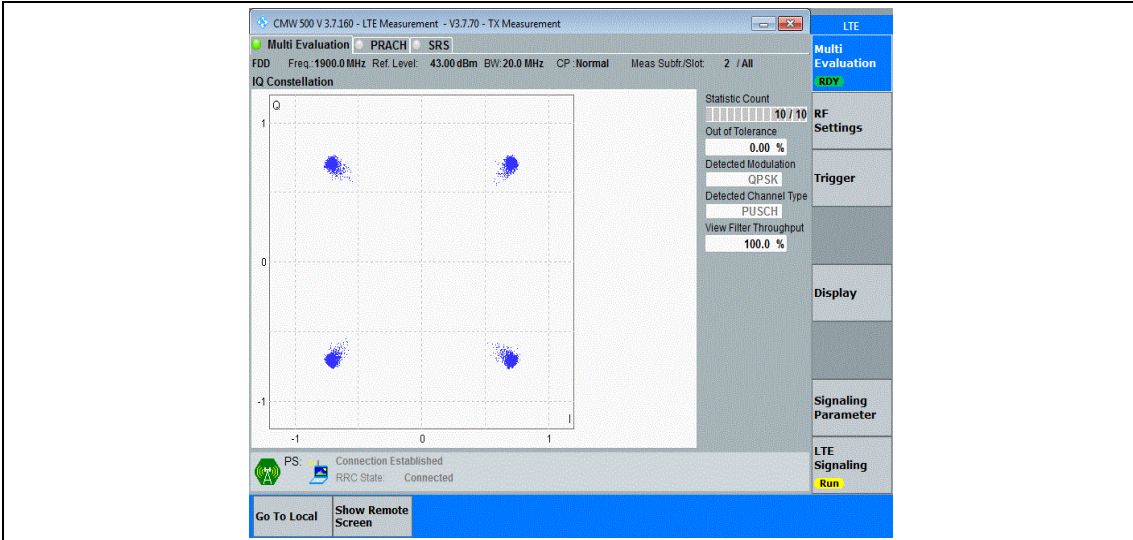 CMW 500 V 3.7.160 - LTE Measurement - V3.7.70 - TX Measurement
LTE
Multi Evaluation PRACH SRS
FDD Freq.:1900.0 MHz Ref. Level: 43.00 dBm BW:20.0 MHz CP :Normal Meas Subfr./Slot: 2 / All
IQ Constellation
Q
1
0
-1
I
-1 0 1
Statistic Count
10 / 10
Out of Tolerance
0.00 %
Detected Modulation
QPSK
Detected Channel Type
PUSCH
View Filter Throughput
100.0 %
Multi
Evaluation
RDY
RF
Settings
Trigger
Display
Signaling
Parameter
LTE
Signaling
Run
PS: Connection Established
RRC State: Connected
Go To Local
Show Remote
Screen